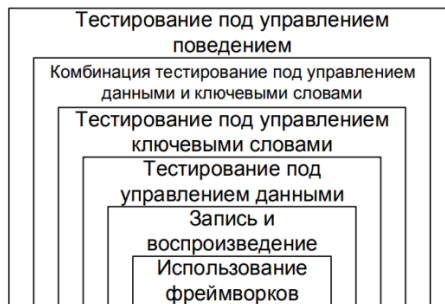 Тестирование под управлением
поведением
Комбинация тестирование под управлением
данными и ключевыми словами
Тестирование под управлением
ключевыми словами
Тестирование под
управлением данными
Запись и
воспроизведение
Использование
фреймворков